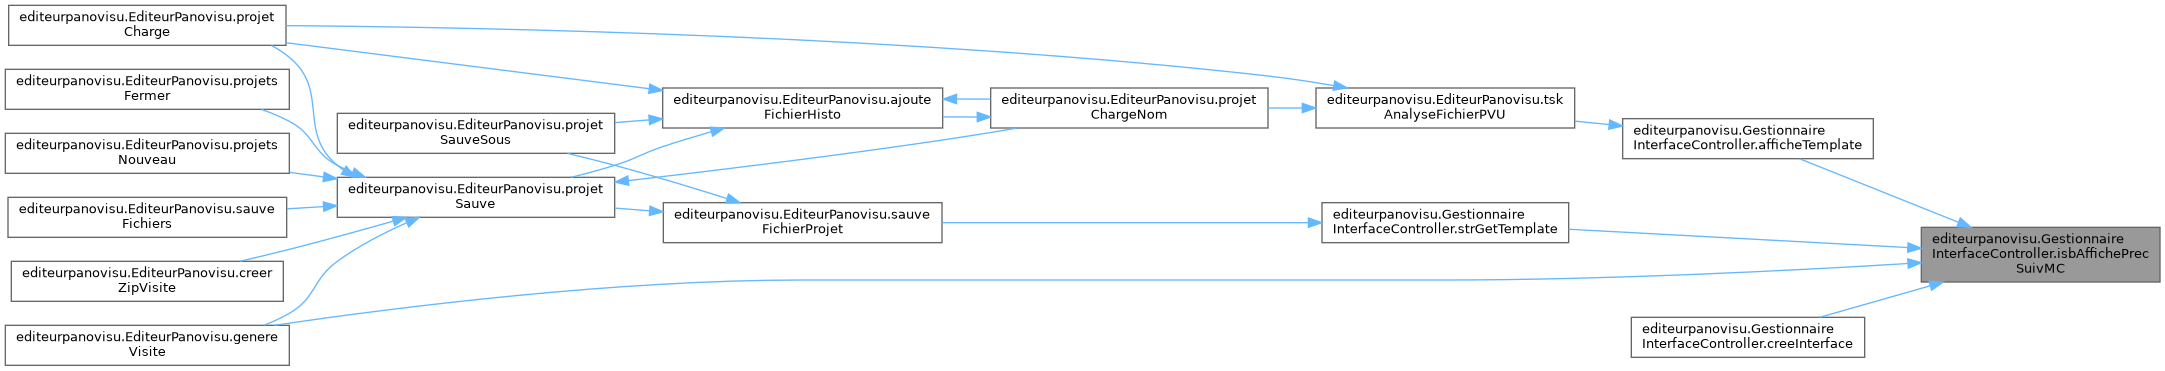 editeurpanovisu.EditeurPanovisu.projet
Charge
editeurpanovisu.EditeurPanovisu.projets
Fermer
editeurpanovisu.EditeurPanovisu.projets
Nouveau
editeurpanovisu.EditeurPanovisu.sauve
Fichiers
editeurpanovisu.EditeurPanovisu.creer
ZipVisite
editeurpanovisu.EditeurPanovisu.genere
Visite
editeurpanovisu.EditeurPanovisu.projet
SauveSous
editeurpanovisu.EditeurPanovisu.projet
Sauve
editeurpanovisu.EditeurPanovisu.ajoute
FichierHisto
editeurpanovisu.EditeurPanovisu.sauve
FichierProjet
editeurpanovisu.EditeurPanovisu.projet
ChargeNom
editeurpanovisu.EditeurPanovisu.tsk
AnalyseFichierPVU
editeurpanovisu.Gestionnaire
InterfaceController.strGetTemplate
editeurpanovisu.Gestionnaire
InterfaceController.afficheTemplate
editeurpanovisu.Gestionnaire
InterfaceController.creeInterface
editeurpanovisu.Gestionnaire
InterfaceController.isbAffichePrec
SuivMC